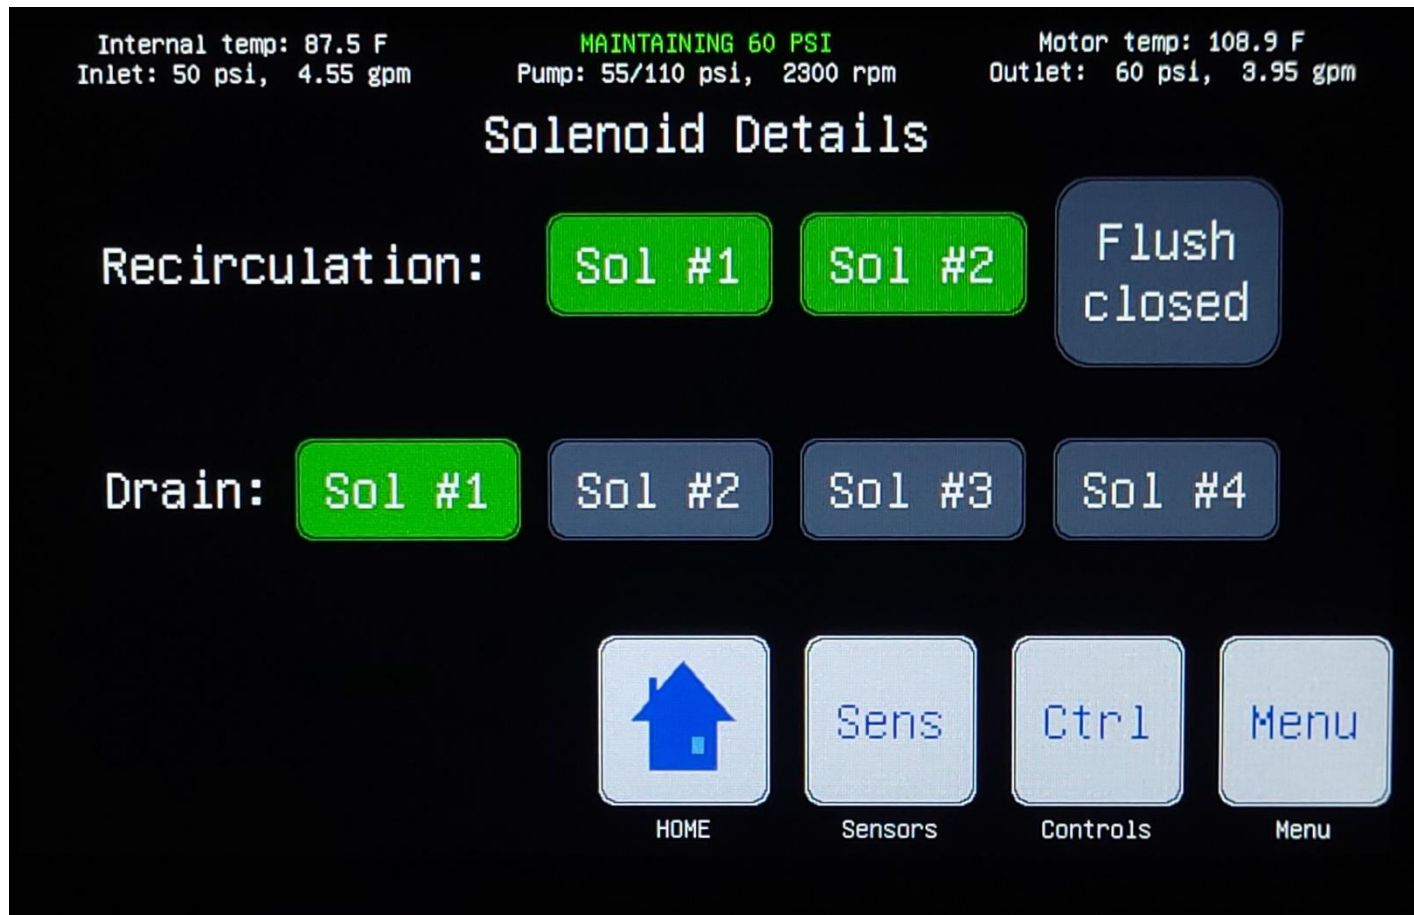 Internal temp: 87.5 F
Inlet: 50 psi, 4.55 gpm
MAINTAINING 60 PSI
Pump: 55/110 psi, 2300 rpm
Motor temp: 108.9 F
Outlet: 60 psi, 3.95 gpm
Solenoid Details
Recirculation:
Sol #1
Sol #2
Flush
closed
Drain:
Sol #1
Sol #2
Sol #3
Sol #4
HOME
Sens
Sensors
Ctrl
Controls
Menu
Menu